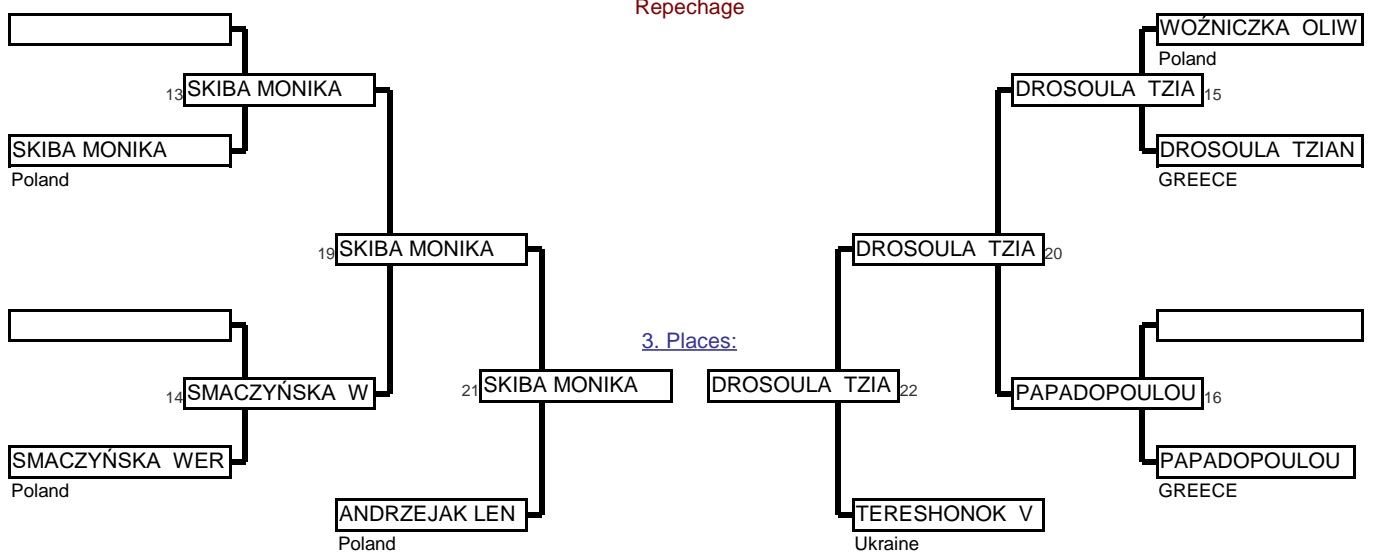 Repechage
WOŹNICZKA OLIW
Poland
13 SKIBA MONIKA
DROSOULA TZIA 15
SKIBA MONIKA
Poland
DROSOULA TZIAN
GREECE
19 SKIBA MONIKA
DROSOULA TZIA 20
3. Places:
14 SMACZYŃSKA W
21 SKIBA MONIKA
DROSOULA TZIA 22
PAPADOPOULOU 16
SMACZYŃSKA WER
Poland
PAPADOPOULOU
GREECE
ANDRZEJAK LEN
Poland
TERESHONOK V
Ukraine